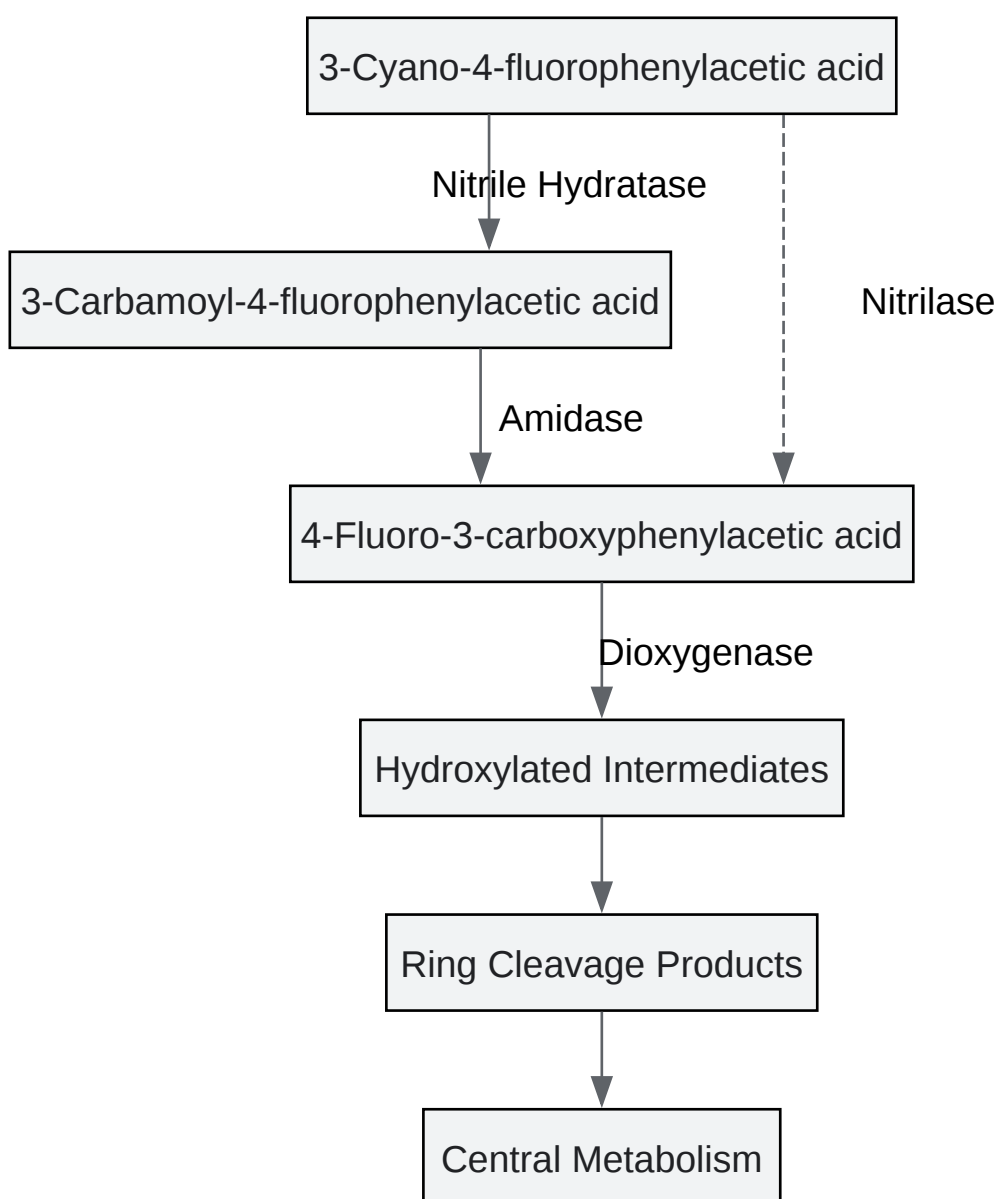 3-Cyano-4-fluorophenylacetic acid
Nitrile Hydratase
3-Carbamoyl-4-fluorophenylacetic acid
Nitrilase
Amidase
4-Fluoro-3-carboxyphenylacetic acid
Dioxygenase
Hydroxylated Intermediates
Ring Cleavage Products
Central Metabolism